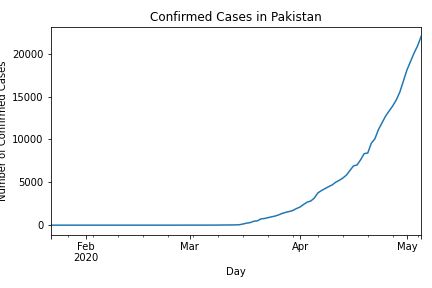 Confirmed Cases in Pakistan
Number of Confirmed Cases
20000
15000
10000
5000
0
Feb
2020
Mar
Apr
May
Day